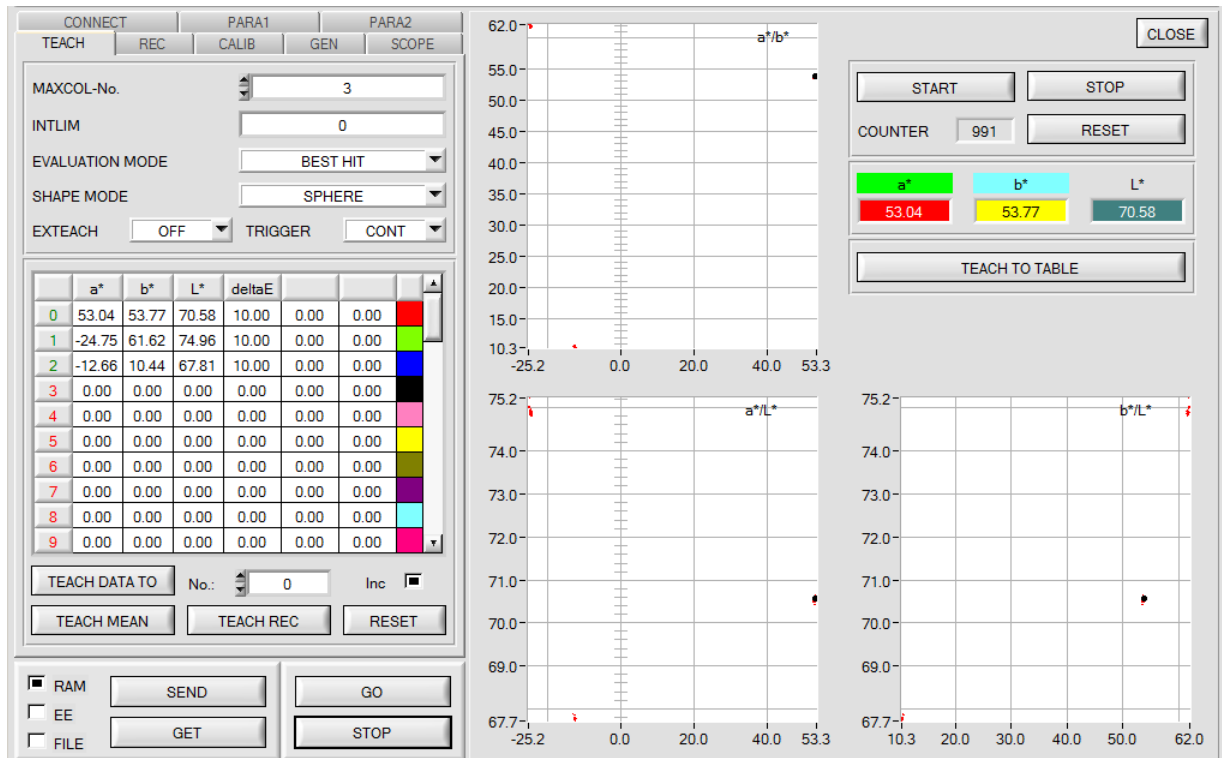 CONNECT PARA1 PARA2
TEACH REC CALIB GEN SCOPE
MAXCOL-No. 3
INTLIM 0
EVALUATION MODE BEST HIT
SHAPE MODE SPHERE
EXTEACH OFF TRIGGER CONT
a* b* L* deltaE
0 53.04 53.77 70.58 10.00 0.00 0.00
1 -24.75 61.62 74.96 10.00 0.00 0.00
2 -12.66 10.44 67.81 10.00 0.00 0.00
3 0.00 0.00 0.00 0.00 0.00 0.00
4 0.00 0.00 0.00 0.00 0.00 0.00
5 0.00 0.00 0.00 0.00 0.00 0.00
6 0.00 0.00 0.00 0.00 0.00 0.00
7 0.00 0.00 0.00 0.00 0.00 0.00
8 0.00 0.00 0.00 0.00 0.00 0.00
9 0.00 0.00 0.00 0.00 0.00 0.00
TEACH DATA TO No.: 0 Inc
TEACH MEAN TEACH REC RESET
RAM SEND GO
EE
FILE GET STOP
a*/b*
62.0
55.0
50.0
45.0
40.0
35.0
30.0
25.0
20.0
15.0
10.3
-25.2 0.0 20.0 40.0 53.3
a*/L*
75.2
74.0
73.0
72.0
71.0
70.0
69.0
67.7
-25.2 0.0 20.0 40.0 53.3
b*/L*
75.2
74.0
73.0
72.0
71.0
70.0
69.0
67.7
10.3 20.0 30.0 40.0 50.0 62.0
CLOSE
START STOP
COUNTER 991 RESET
a* b* L*
53.04 53.77 70.58
TEACH TO TABLE